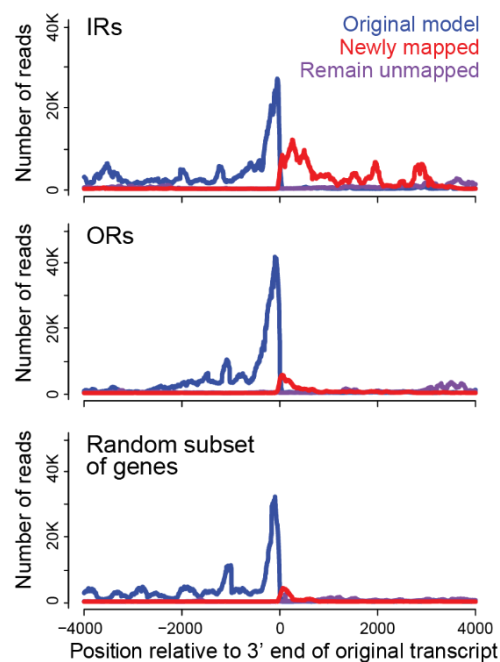 IRs
Original model
Newly mapped
Remain unmapped
Number of reads
40K
20K
0
ORs
Number of reads
40K
20K
0
Random subset
of genes
Number of reads
40K
20K
0
-4000 -2000 0 2000 4000
Position relative to 3' end of original transcript